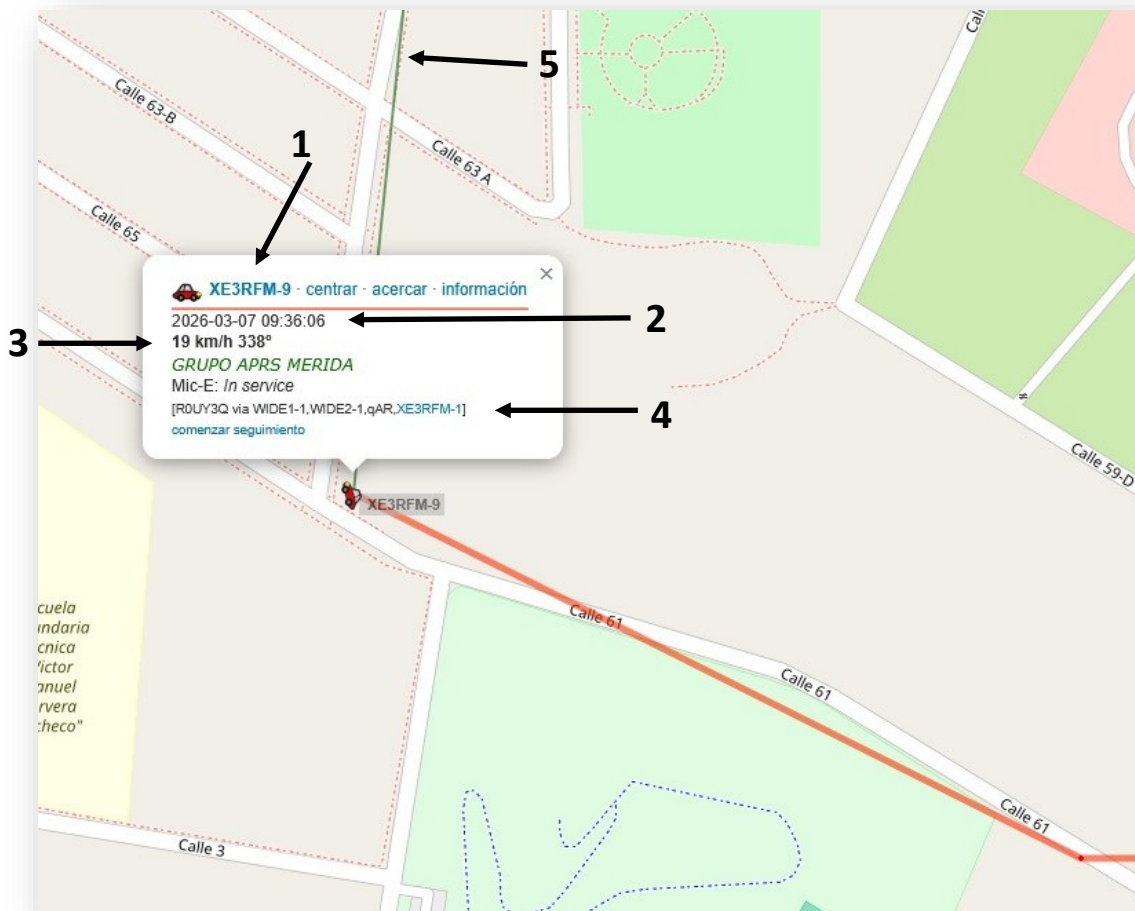 5
Calle 63-B
1
Calle 63 A
Calle 65
XE3RFM-9 · centrar · acercar · información
×
2026-03-07 09:36:06
2
3
19 km/h 338º
GRUPO APRS MERIDA
Mic-E: In service
[R0UY3Q via WIDE1-1,WIDE2-1,qAR,XE3RFM-1]
4
comenzar seguimiento
Calle 59-D
XE3RFM-9
Calle 61
cuela
undaria
cnica
anuel
rvera
checo"
Calle 61
Calle 61
Calle 3